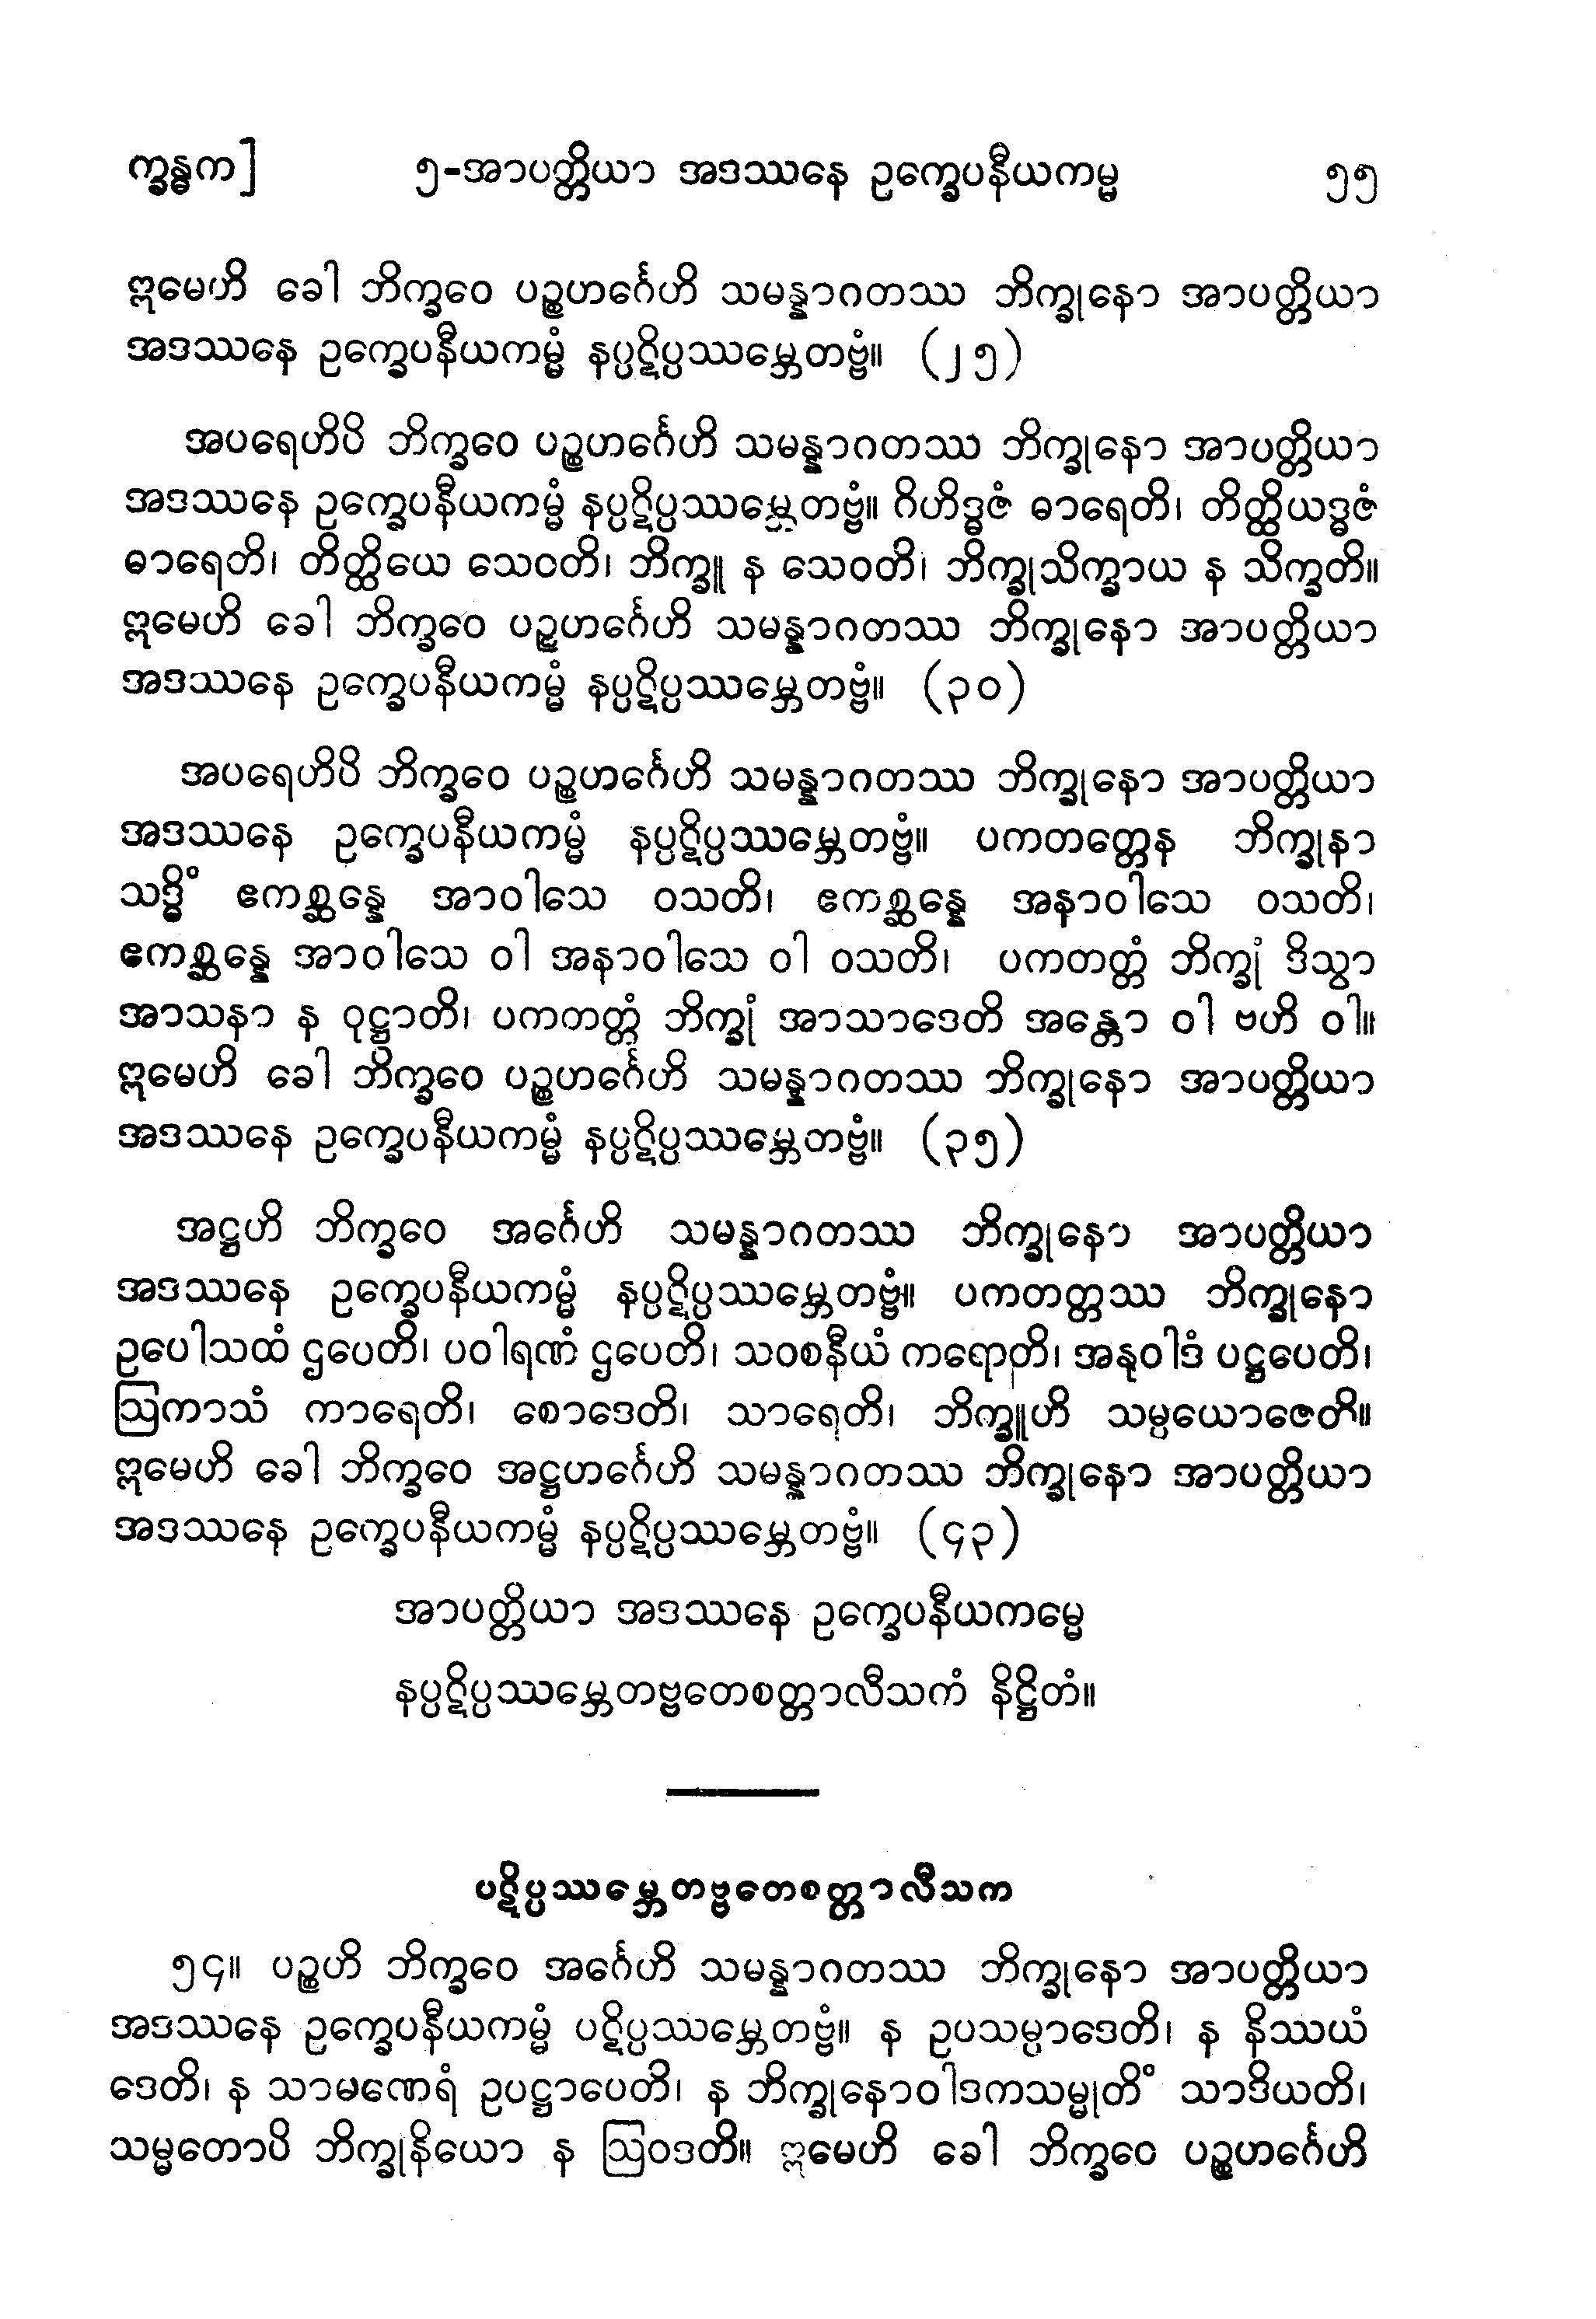 က္ခန္ဓက]	၅-အာပတ္တိယာ အဒဿနေ ဥက္ခေပနီယကမ္မ	၅၅
ဣမေဟိ ခေါ ဘိက္ခဝေ ပဉ္စဟင်္ဂေဟိ သမန္နာဂတဿ ဘိက္ခုနော အာပတ္တိယာ
အဒဿနေ ဥက္ခေပနီယကမ္မံ နပ္ပဋိပ္ပဿမ္ဘေတဗ္ဗံ။ (၂၅)
အပရေဟိပိ ဘိက္ခဝေ ပဉ္စဟင်္ဂေဟိ သမန္နာဂတဿ ဘိက္ခုနော အာပတ္တိယာ
အဒဿနေ ဥက္ခေပနီယကမ္မံ နပ္ပဋိပ္ပဿမ္ဘေတဗ္ဗံ။ ဂိဟိဒ္ဓဇံ ဓာရေတိ၊ တိတ္ထိယဒ္ဓဇံ
ဓာရေတိ၊ တိတ္ထိယေ သေဝတိ၊ ဘိက္ခူ န သေဝတိ၊ ဘိက္ခုသိက္ခာယ န သိက္ခတိ။
ဣမေဟိ ခေါ ဘိက္ခဝေ ပဉ္စဟင်္ဂေဟိ သမန္နာဂတဿ ဘိက္ခုနော အာပတ္တိယာ
အဒဿနေ ဥက္ခေပနီယကမ္မံ နပ္ပဋိပ္ပဿမ္ဘေတဗ္ဗံ။ (၃၀)
အပရေဟိပိ ဘိက္ခဝေ ပဉ္စဟင်္ဂေဟိ သမန္နာဂတဿ ဘိက္ခုနော အာပတ္တိယာ
အဒဿနေ ဥက္ခေပနီယကမ္မံ နပ္ပဋိပ္ပဿမ္ဘေတဗ္ဗံ။ ပကတတ္တေန ဘိက္ခုနာ
သဒ္ဓိံ ဧကစ္ဆန္နေ အာဝါသေ ဝသတိ၊ ဧကစ္ဆန္နေ အနာဝါသေ ဝသတိ၊
ဧကစ္ဆန္နေ အာဝါသေ ဝါ အနာဝါသေ ဝါ ဝသတိ၊ ပကတတ္တံ ဘိက္ခုံ ဒိသွာ
အာသနာ န ဝုဋ္ဌာတိ၊ ပကတတ္တံ ဘိက္ခုံ အာသာဒေတိ အန္တော ဝါ ဗဟိ ဝါ။
ဣမေဟိ ခေါ ဘိက္ခဝေ ပဉ္စဟင်္ဂေဟိ သမန္နာဂတဿ ဘိက္ခုနော အာပတ္တိယာ
အဒဿနေ ဥက္ခေပနီယကမ္မံ နပ္ပဋိပ္ပဿမ္ဘေတဗ္ဗံ။ (၃၅)
အဋ္ဌဟိ ဘိက္ခဝေ အင်္ဂေဟိ သမန္နာဂတဿ ဘိက္ခုနော အာပတ္တိယာ
အဒဿနေ ဥက္ခေပနီယကမ္မံ နပ္ပဋိပ္ပဿမ္ဘေတဗ္ဗံ။ ပကတတ္တဿ ဘိက္ခုနော
ဥပေါသထံ ဌပေတိ၊ ပဝါရဏံ ဌပေတိ၊ သဝစနီယံ ကရောတိ၊ အနုဝါဒံ ပဋ္ဌပေတိ၊
ဩကာသံ ကာရေတိ၊ စောဒေတိ၊ သာရေတိ၊ ဘိက္ခူဟိ သမ္ပယောဇေတိ။
ဣမေဟိ ခေါ ဘိက္ခဝေ အဋ္ဌဟင်္ဂေဟိ သမန္နာဂတဿ ဘိက္ခုနော အာပတ္တိယာ
အဒဿနေ ဥက္ခေပနီယကမ္မံ နပ္ပဋိပ္ပဿမ္ဘေတဗ္ဗံ။ (၄၃)
အာပတ္တိယာ အဒဿနေ ဥက္ခေပနီယကမ္မေ
နပ္ပဋိပ္ပဿမ္ဘေတဗ္ဗတေစတ္တာလီသကံ နိဋ္ဌိတံ။
ပဋိပ္ပဿမ္ဘေတဗ္ဗတေစတ္တာလီသက
၅၄။ ပဉ္စဟိ ဘိက္ခဝေ အင်္ဂေဟိ သမန္နာဂတဿ ဘိက္ခုနော အာပတ္တိယာ
အဒဿနေ ဥက္ခေပနီယကမ္မံ ပဋိပ္ပဿမ္ဘေတဗ္ဗံ။ န ဥပသမ္ပာဒေတိ၊ န နိဿယံ
ဒေတိ၊ န သာမဏေရံ ဥပဋ္ဌာပေတိ၊ န ဘိက္ခုနောဝါဒကသမ္မုတိံ သာဒိယတိ၊
သမ္မတောပိ ဘိက္ခုနိယော န ဩဝဒတိ။ ဣမေဟိ ခေါ ဘိက္ခဝေ ပဉ္စဟင်္ဂေဟိ